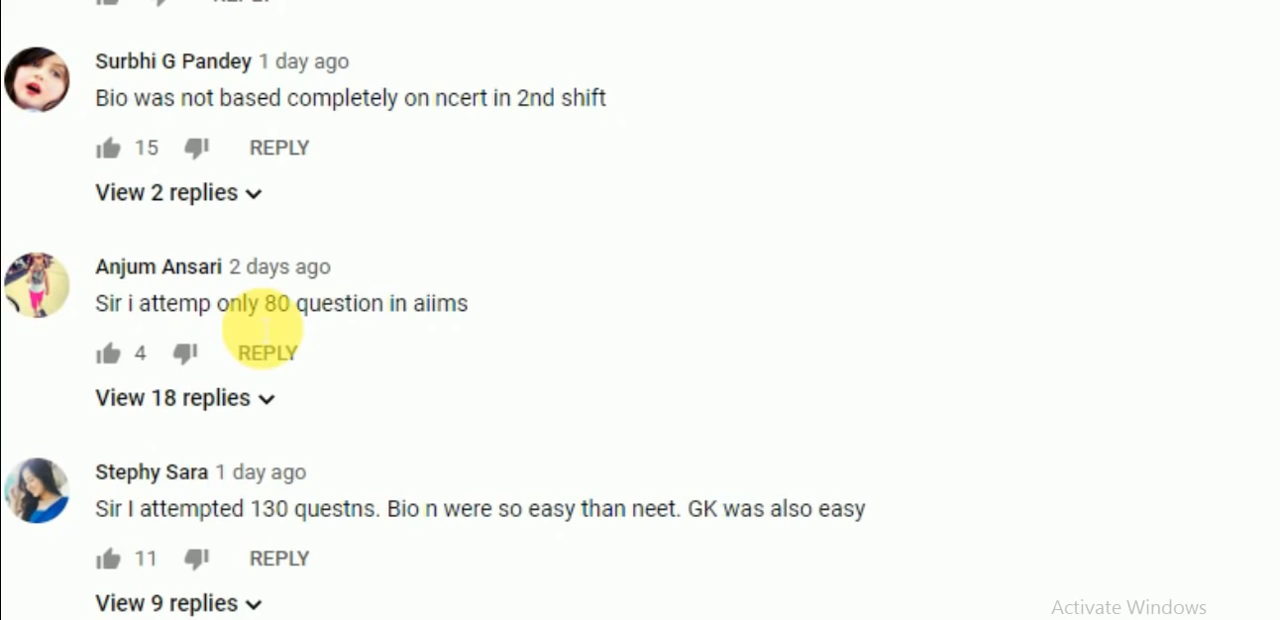 REPLY
Surbhi G Pandey 1 day ago
Bio was not based completely on ncert in 2nd shift
15 REPLY
View 2 replies
Anjum Ansari 2 days ago
Sir i attemp only 80 question in aiims
4 REPLY
View 18 replies
Stephy Sara 1 day ago
Sir I attempted 130 questns. Bio n were so easy than neet. GK was also easy
11 REPLY
View 9 replies
Activate Windows